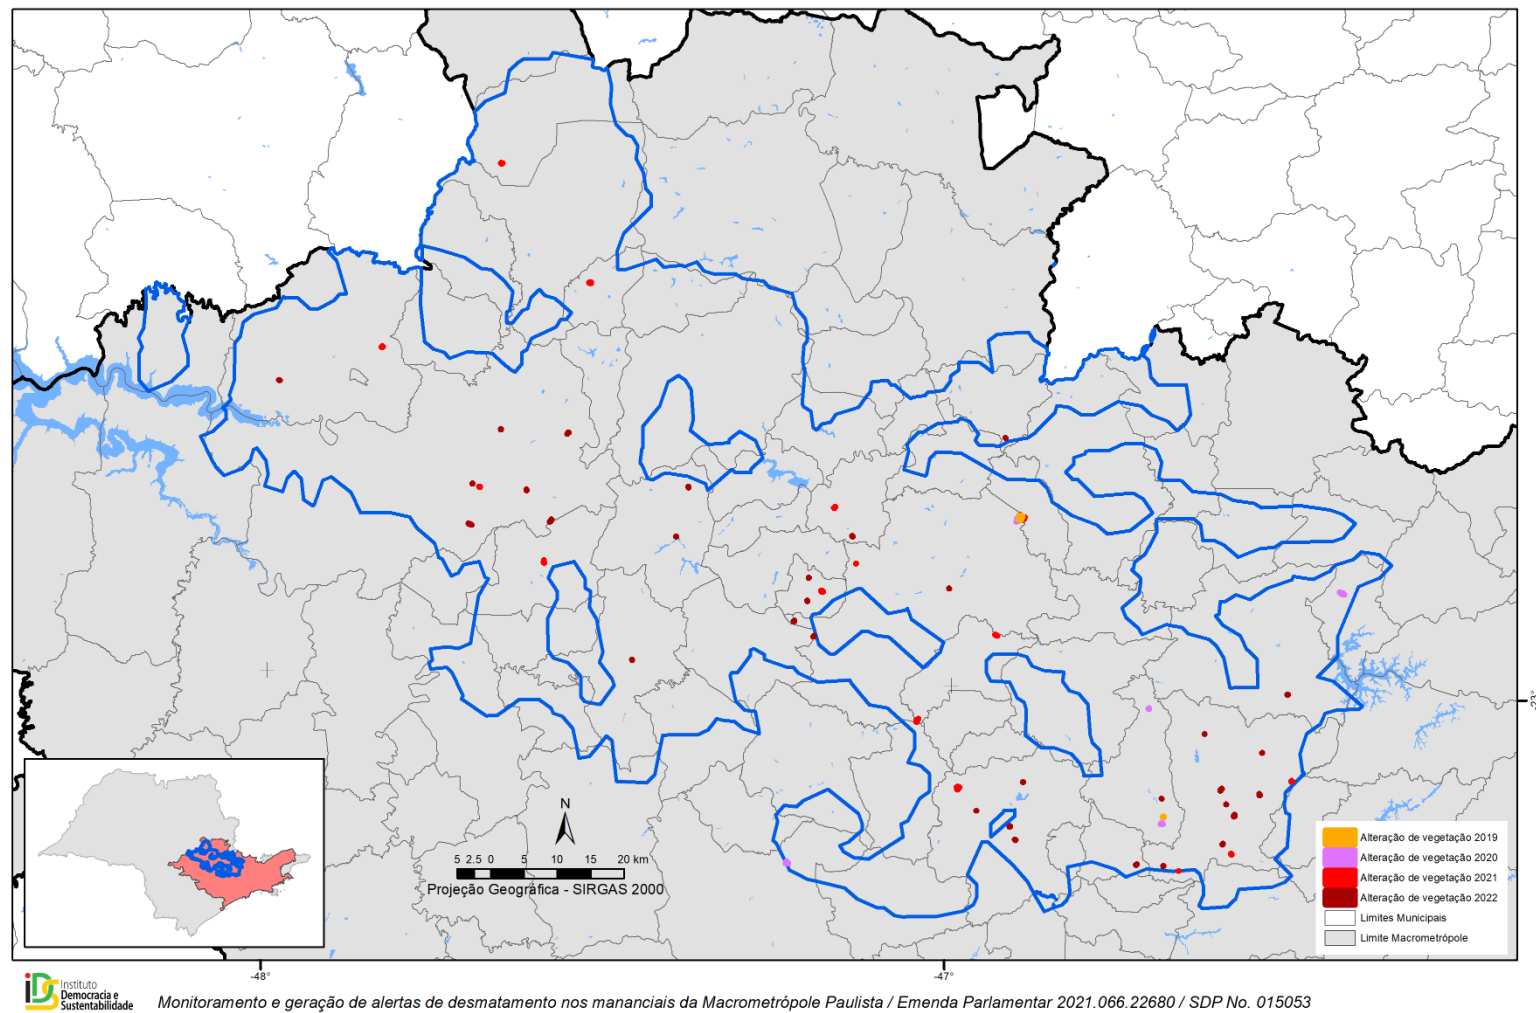 -23°
N
5 2.5 0 5 10 15 20 km
Projeção Geográfica - SIRGAS 2000
Alteração de vegetação 2019
Alteração de vegetação 2020
Alteração de vegetação 2021
Alteração de vegetação 2022
Limites Municipais
Limite Macrometrópole
-48° -47°
iDS Instituto
Democracia e
Sustentabilidade
Monitoramento e geração de alertas de desmatamento nos mananciais da Macrometrópole Paulista / Emenda Parlamentar 2021.066.22680 / SDP No. 015053